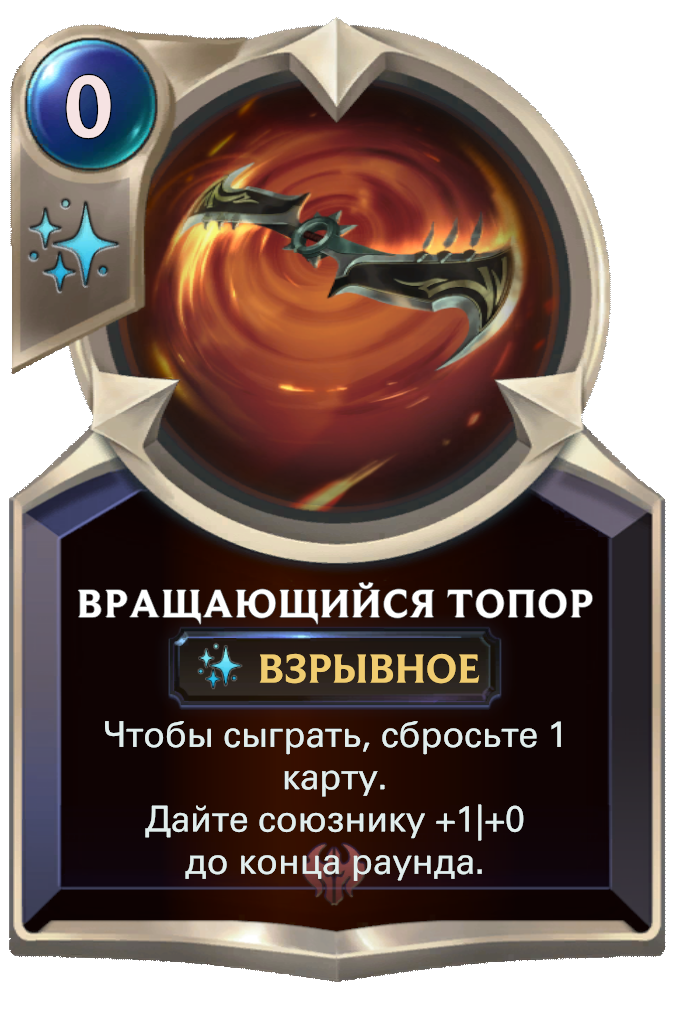 0
ВРАЩАЮЩИЙСЯ ТОПОР
ВЗРЫВНОЕ
Чтобы сыграть, сбросьте 1
карту.
Дайте союзнику +1|+0
до конца раунда.